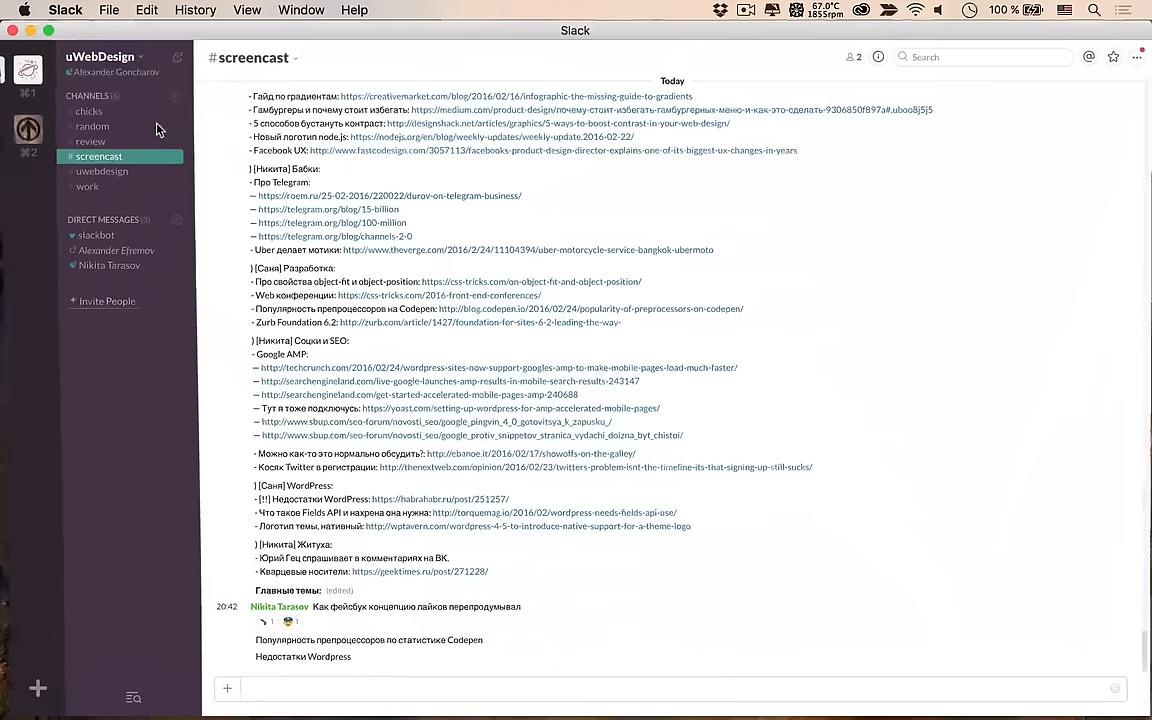 Slack File Edit History View Window Help 67.0°C 1855rpm 100 %
Slack
uWebDesign
Alexander Goncharov
⌘1
⌘2
CHANNELS (6)
# chicks
# random
# review
# screencast
# uwebdesign
# work
DIRECT MESSAGES (3)
slackbot
Alexander Efremov
Nikita Tarasov
+ Invite People
#screencast
2
Search
Today
- Гайд по градиентам: https://creativemarket.com/blog/2016/02/16/infographic-the-missing-guide-to-gradients
- Гамбургеры и почему стоит избегать: https://medium.com/product-design/почему-стоит-избегать-гамбургерных-меню-и-как-это-сделать-9306850f897a#.uboo8j5j5
- 5 способов бустануть контраст: http://designshack.net/articles/graphics/5-ways-to-boost-contrast-in-your-web-design/
- Новый логотип node.js: https://nodejs.org/en/blog/weekly-updates/weekly-update.2016-02-22/
- Facebook UX: http://www.fastcodesign.com/3057113/facebooks-product-design-director-explains-one-of-its-biggest-ux-changes-in-years
) [Никита] Бабки:
- Про Telegram:
— https://roem.ru/25-02-2016/220022/durov-on-telegram-business/
— https://telegram.org/blog/15-billion
— https://telegram.org/blog/100-million
— https://telegram.org/blog/channels-2-0
- Uber делает мотики: http://www.theverge.com/2016/2/24/11104394/uber-motorcycle-service-bangkok-ubermoto
) [Саня] Разработка:
- Про свойства object-fit и object-position: https://css-tricks.com/on-object-fit-and-object-position/
- Web конференции: https://css-tricks.com/2016-front-end-conferences/
- Популярность препроцессоров на Codepen: http://blog.codepen.io/2016/02/24/popularity-of-preprocessors-on-codepen/
- Zurb Foundation 6.2: http://zurb.com/article/1427/foundation-for-sites-6-2-leading-the-way-
) [Никита] Соцки и SEO:
- Google AMP:
— http://techcrunch.com/2016/02/24/wordpress-sites-now-support-googles-amp-to-make-mobile-pages-load-much-faster/
— http://searchengineland.com/live-google-launches-amp-results-in-mobile-search-results-243147
— http://searchengineland.com/get-started-accelerated-mobile-pages-amp-240688
— Тут я тоже подключусь: https://yoast.com/setting-up-wordpress-for-amp-accelerated-mobile-pages/
— http://www.sbup.com/seo-forum/novosti_seo/google_pingvin_4_0_gotovitsya_k_zapusku_/
— http://www.sbup.com/seo-forum/novosti_seo/google_protiv_snippetov_stranica_vydachi_dolzna_byt_chistoi/
- Можно как-то это нормально обсудить?: http://ebanoe.it/2016/02/17/showoffs-on-the-galley/
- Косяк Twitter в регистрации: http://thenextweb.com/opinion/2016/02/23/twitters-problem-isnt-the-timeline-its-that-signing-up-still-sucks/
) [Саня] WordPress:
- [!!] Недостатки WordPress: https://habrahabr.ru/post/251257/
- Что такое Fields API и нахрена она нужна: http://torquemag.io/2016/02/wordpress-needs-fields-api-use/
- Логотип темы, нативный: http://wptavern.com/wordpress-4-5-to-introduce-native-support-for-a-theme-logo
) [Никита] Житуха:
- Юрий Гец спрашивает в комментариях на ВК.
- Кварцевые носители: https://geektimes.ru/post/271228/
Главные темы: (edited)
20:42 Nikita Tarasov Как фейсбук концепцию лайков перепродумывал
1 1
Популярность препроцессоров по статистике Codepen
Недостатки Wordpress